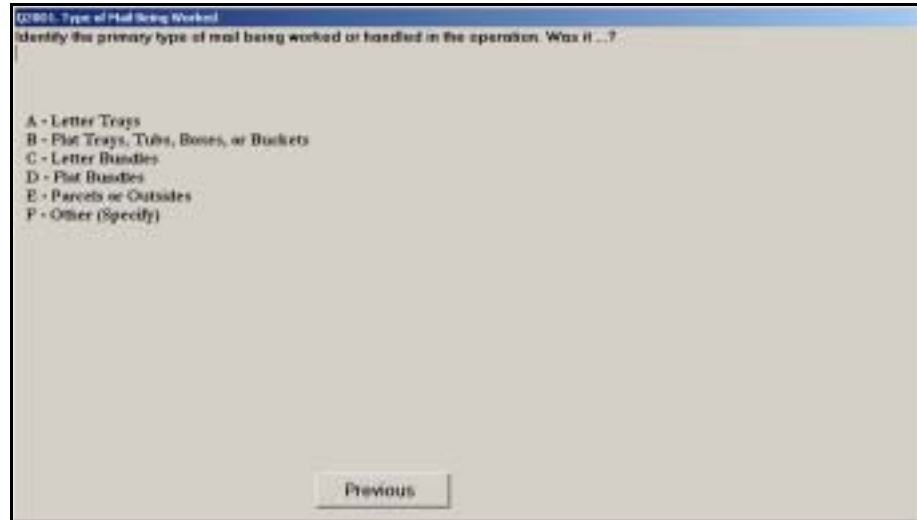 Q2001. Type of Mail Being Worked
Identify the primary type of mail being worked or handled in the operation. Was it ...?
A - Letter Trays
B - Flat Trays, Tubs, Boxes, or Buckets
C - Letter Bundles
D - Flat Bundles
E - Parcels or Outsides
F - Other (Specify)
Previous